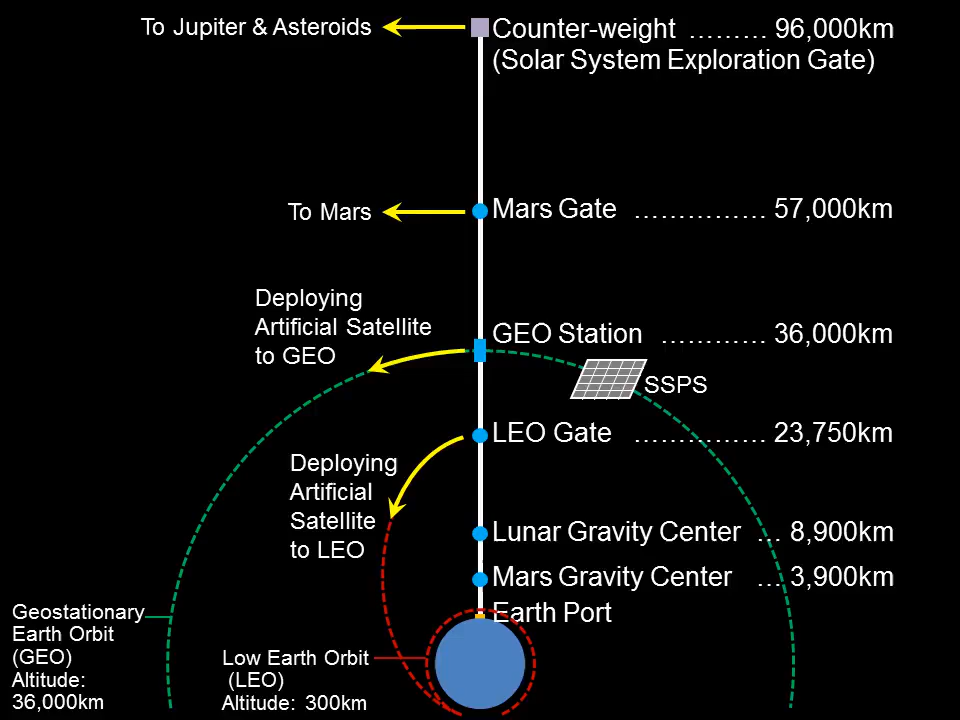 To Jupiter & Asteroids
Counter-weight ……… 96,000km
(Solar System Exploration Gate)
To Mars
Mars Gate …………… 57,000km
Deploying
Artificial Satellite
to GEO
GEO Station ………… 36,000km
SSPS
LEO Gate …………… 23,750km
Deploying
Artificial
Satellite
to LEO
Lunar Gravity Center … 8,900km
Mars Gravity Center … 3,900km
Earth Port
Geostationary
Earth Orbit
(GEO)
Altitude:
36,000km
Low Earth Orbit
(LEO)
Altitude: 300km